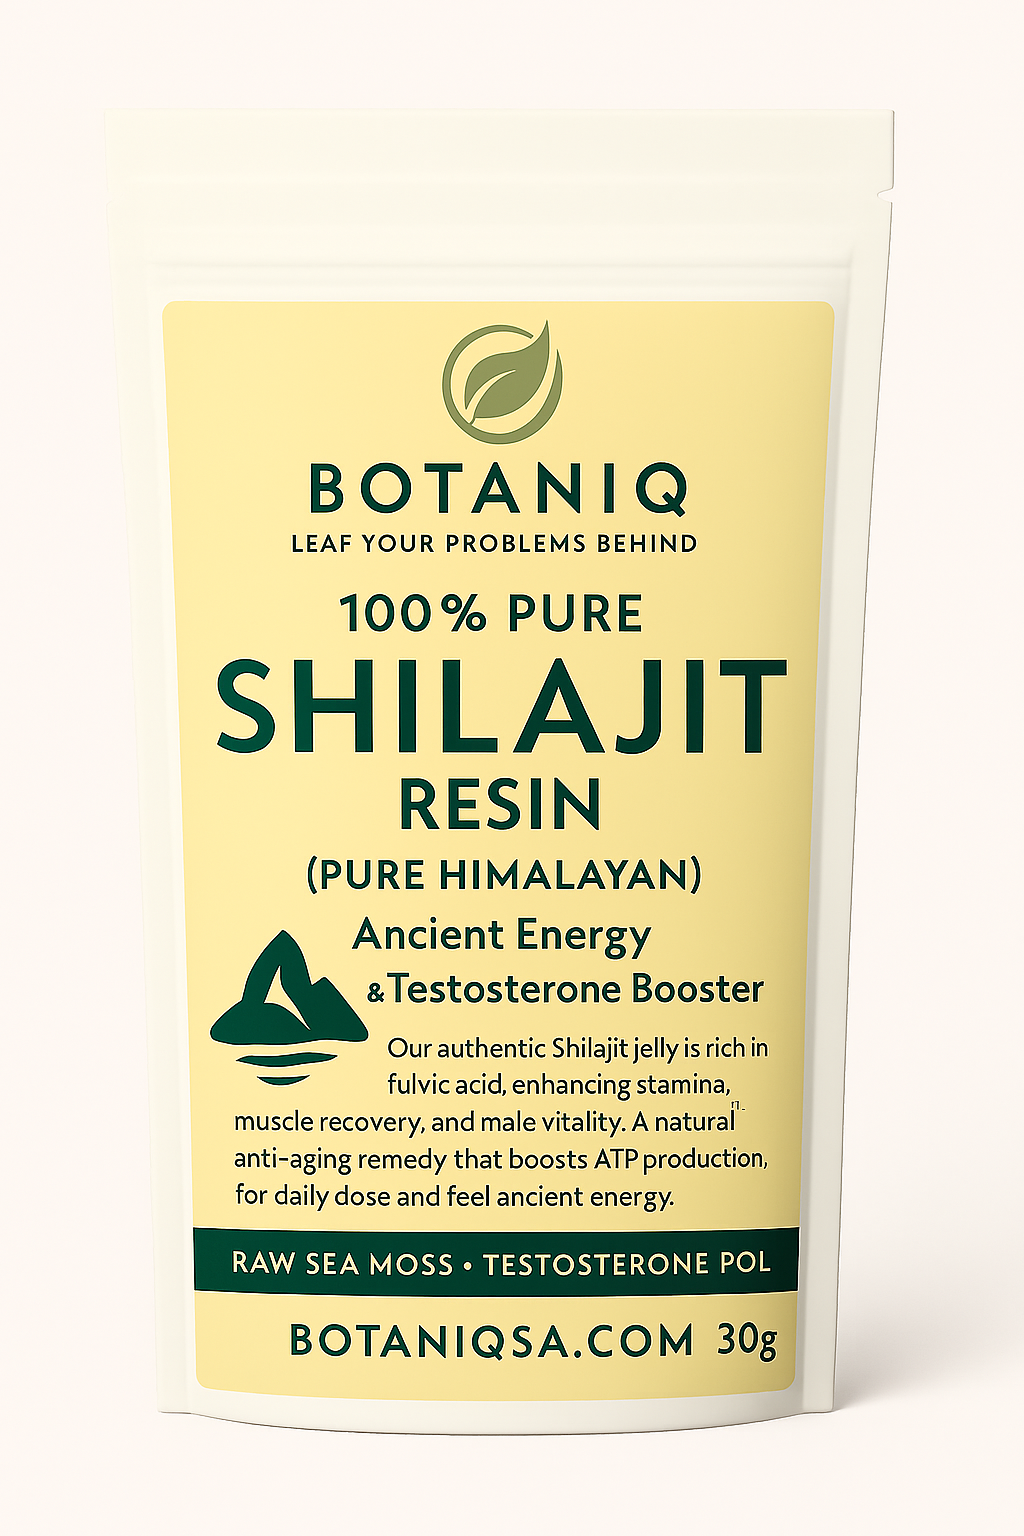 BOTANIQ
LEAF YOUR PROBLEMS BEHIND
100% PURE
SHILAJIT
RESIN
(PURE HIMALAYAN)
Ancient Energy
& Testosterone Booster
Our authentic Shilajit jelly is rich in
fulvic acid, enhancing stamina,
muscle recovery, and male vitality. A natural
anti-aging remedy that boosts ATP production,
for daily dose and feel ancient energy.
RAW SEA MOSS • TESTOSTERONE POL
BOTANIQSA.COM 30g